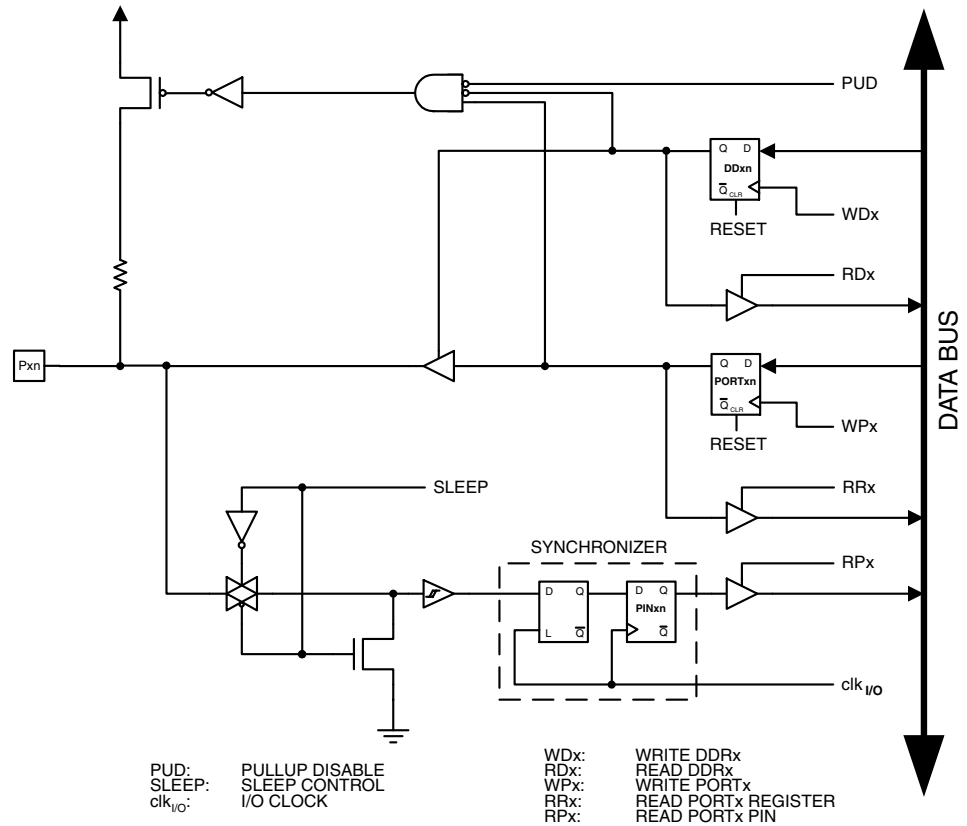 PUD
Q D
DDxn
Q CLR
WDx
RESET
RDx
Pxn
Q D
PORTxn
Q CLR
WPx
RESET
DATA BUS
SLEEP
RRx
SYNCHRONIZER
RPx
D Q
L Q
D Q
PINxn
Q
clk I/O
PUD: PULLUP DISABLE
SLEEP: SLEEP CONTROL
clkI/O: I/O CLOCK
WDx: WRITE DDRx
RDx: READ DDRx
WPx: WRITE PORTx
RRx: READ PORTx REGISTER
RPx: READ PORTx PIN